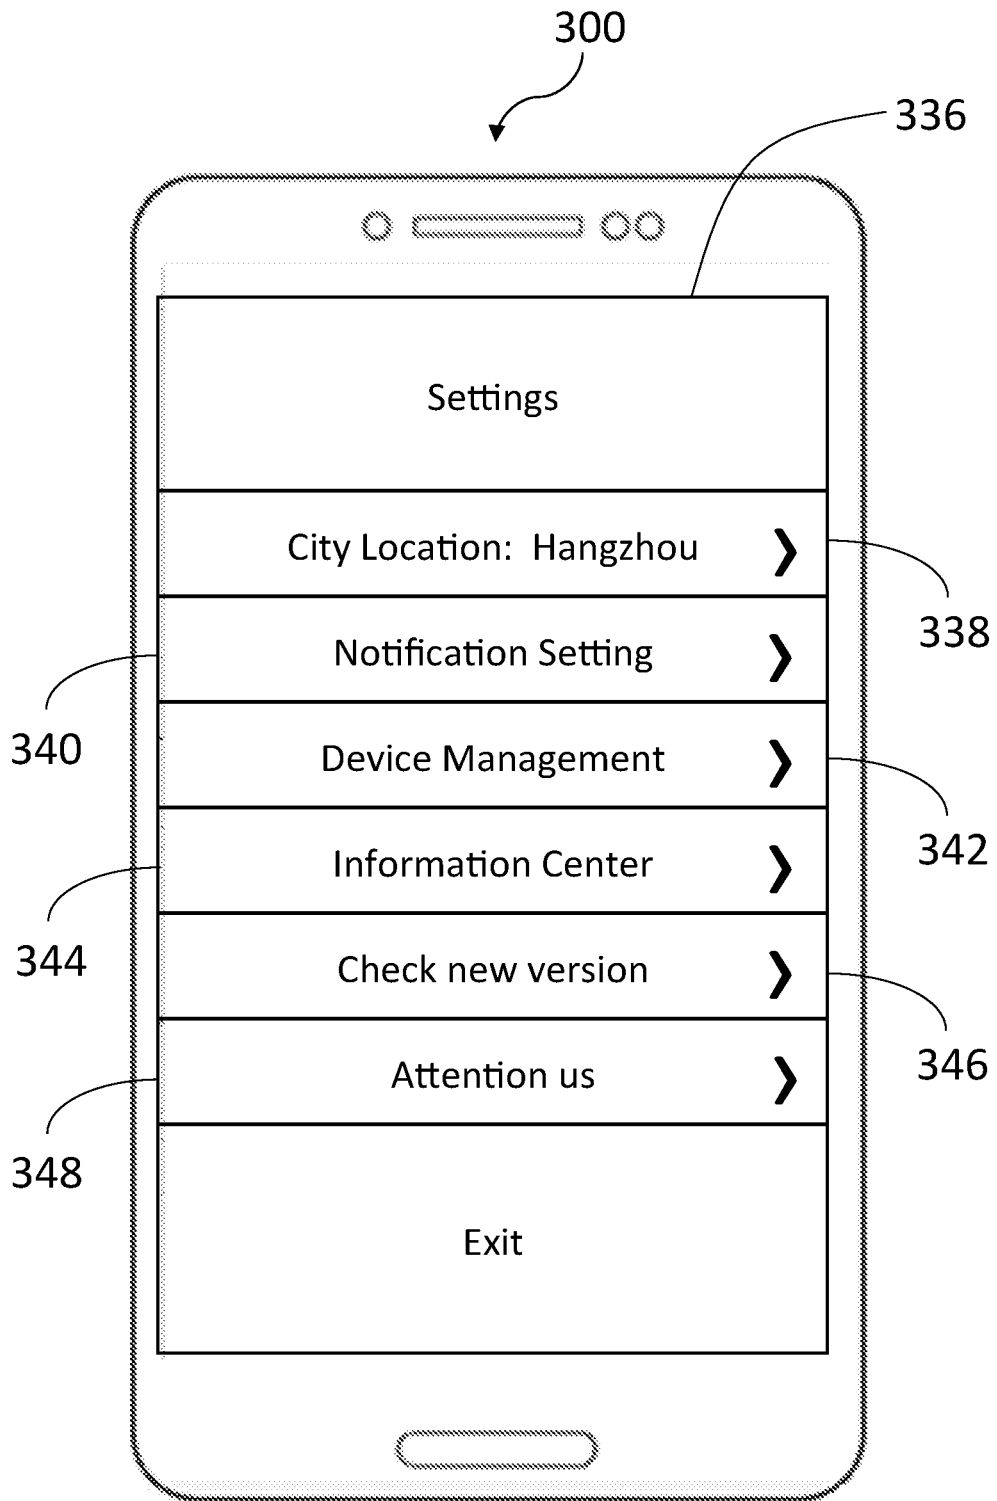 300
336
Settings
City Location: Hangzhou ❯
338
Notification Setting ❯
340
Device Management ❯
342
Information Center ❯
344
Check new version ❯
346
Attention us ❯
348
Exit